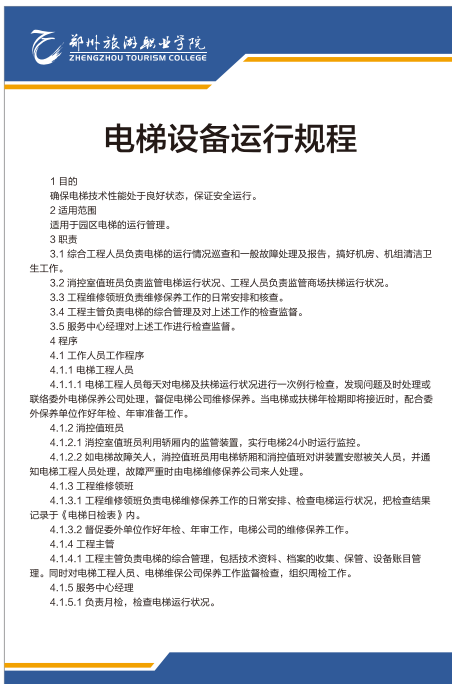 郑州旅游职业学院
ZHENGZHOU TOURISM COLLEGE
电梯设备运行规程
1 目的
确保电梯技术性能处于良好状态，保证安全运行。
2 适用范围
适用于园区电梯的运行管理。
3 职责
3.1 综合工程人员负责电梯的运行情况巡查和一般故障处理及报告，搞好机房、机组清洁卫
生工作。
3.2 消控室值班员负责监管电梯运行状况、工程人员负责监管商场扶梯运行状况。
3.3 工程维修领班负责维修保养工作的日常安排和核查。
3.4 工程主管负责电梯的综合管理及对上述工作的检查监督。
3.5 服务中心经理对上述工作进行检查监督。
4 程序
4.1 工作人员工作程序
4.1.1 电梯工程人员
4.1.1.1 电梯工程人员每天对电梯及扶梯运行状况进行一次例行检查，发现问题及时处理或
联络委外电梯保养公司处理，督促电梯公司维修保养。当电梯或扶梯年检期即将接近时，配合委
外保养单位作好年检、年审准备工作。
4.1.2 消控值班员
4.1.2.1 消控室值班员利用轿厢内的监管装置，实行电梯24小时运行监控。
4.1.2.2 如电梯故障关人，消控值班员用电梯轿厢和消控值班对讲装置安慰被关人员，并通
知电梯工程人员处理，故障严重时由电梯维修保养公司来人处理。
4.1.3 工程维修领班
4.1.3.1 工程维修领班负责电梯维修保养工作的日常安排、检查电梯运行状况，把检查结果
记录于《电梯日检表》内。
4.1.3.2 督促委外单位作好年检、年审工作，电梯公司的维修保养工作。
4.1.4 工程主管
4.1.4.1 工程主管负责电梯的综合管理，包括技术资料、档案的收集、保管、设备账目管
理。同时对电梯工程人员、电梯维保公司保养工作监督检查，组织周检工作。
4.1.5 服务中心经理
4.1.5.1 负责月检，检查电梯运行状况。